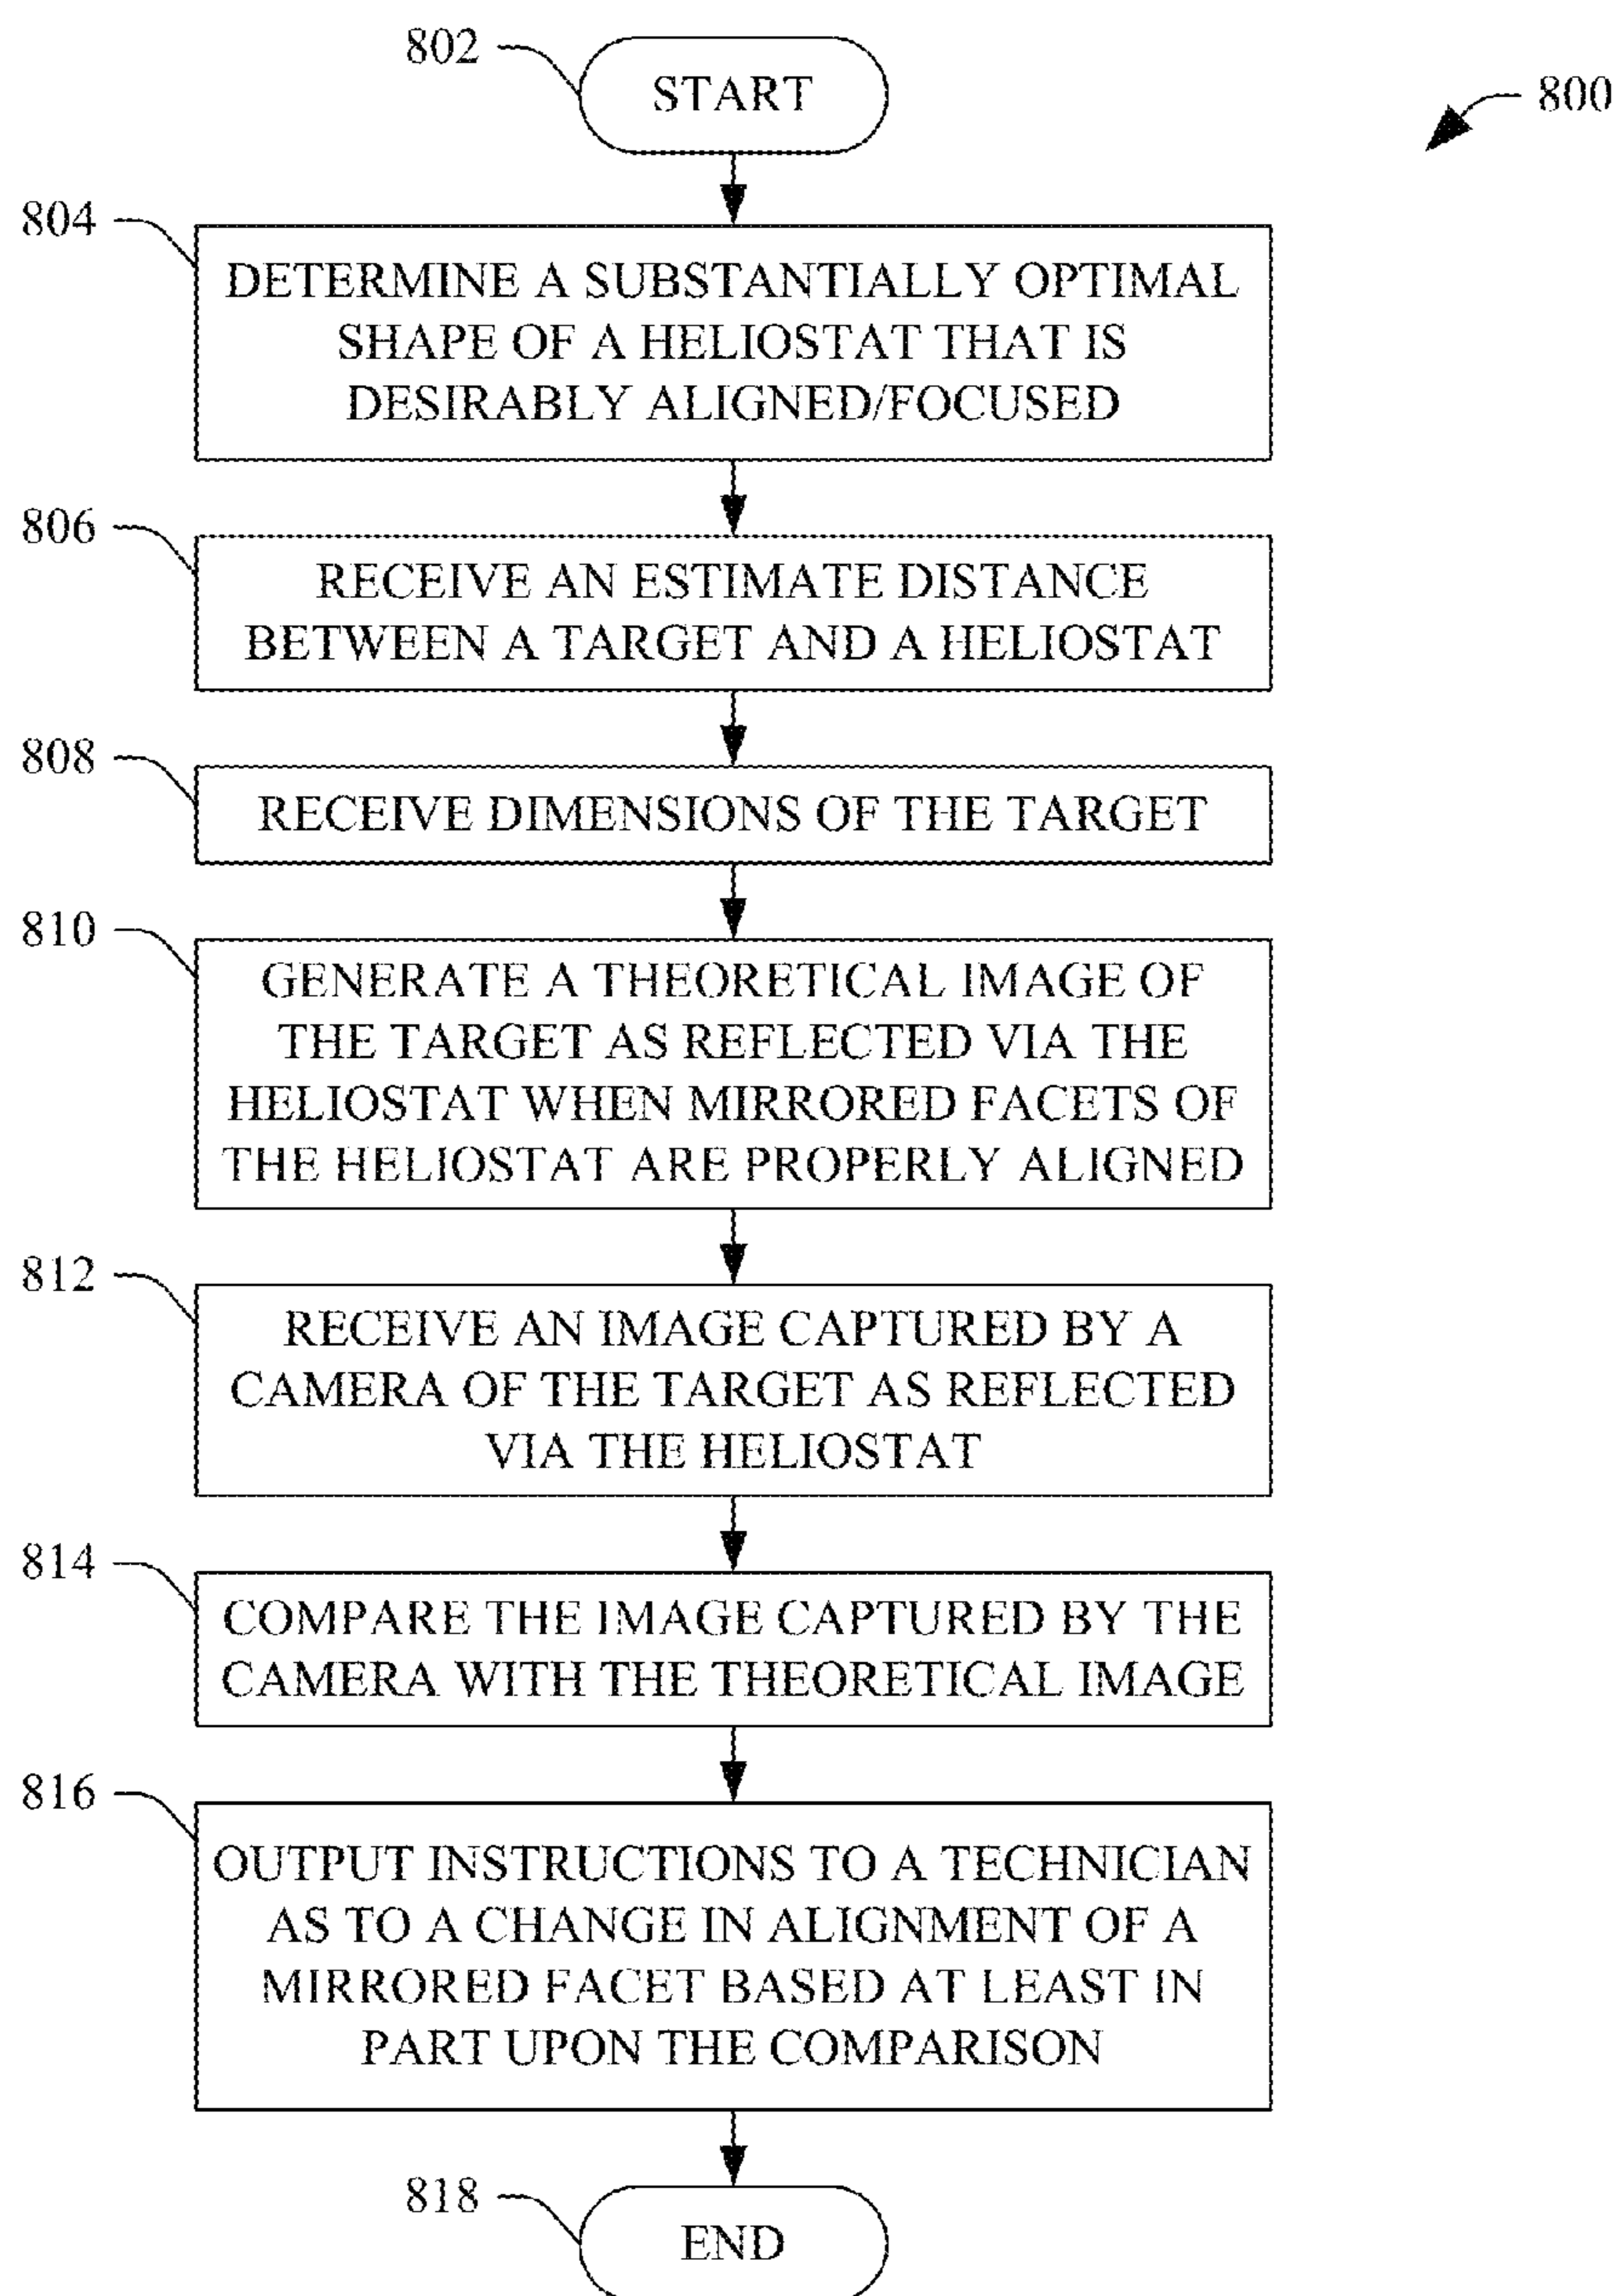 802
START
800
804
DETERMINE A SUBSTANTIALLY OPTIMAL
SHAPE OF A HELIOSTAT THAT IS
DESIRABLY ALIGNED/FOCUSED
806
RECEIVE AN ESTIMATE DISTANCE
BETWEEN A TARGET AND A HELIOSTAT
808
RECEIVE DIMENSIONS OF THE TARGET
810
GENERATE A THEORETICAL IMAGE OF
THE TARGET AS REFLECTED VIA THE
HELIOSTAT WHEN MIRRORED FACETS OF
THE HELIOSTAT ARE PROPERLY ALIGNED
812
RECEIVE AN IMAGE CAPTURED BY A
CAMERA OF THE TARGET AS REFLECTED
VIA THE HELIOSTAT
814
COMPARE THE IMAGE CAPTURED BY THE
CAMERA WITH THE THEORETICAL IMAGE
816
OUTPUT INSTRUCTIONS TO A TECHNICIAN
AS TO A CHANGE IN ALIGNMENT OF A
MIRRORED FACET BASED AT LEAST IN
PART UPON THE COMPARISON
818
END